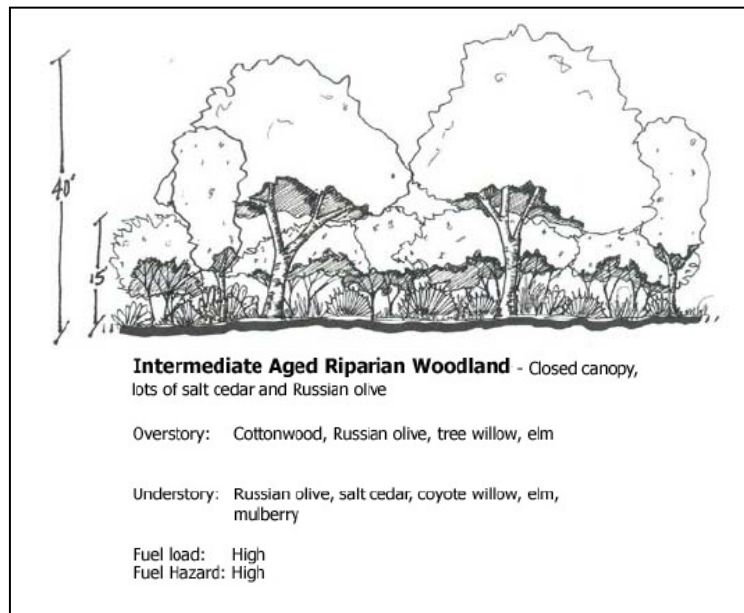 40'
15'
Intermediate Aged Riparian Woodland - Closed canopy,
lots of salt cedar and Russian olive
Overstory: Cottonwood, Russian olive, tree willow, elm
Understory: Russian olive, salt cedar, coyote willow, elm,
mulberry
Fuel load: High
Fuel Hazard: High